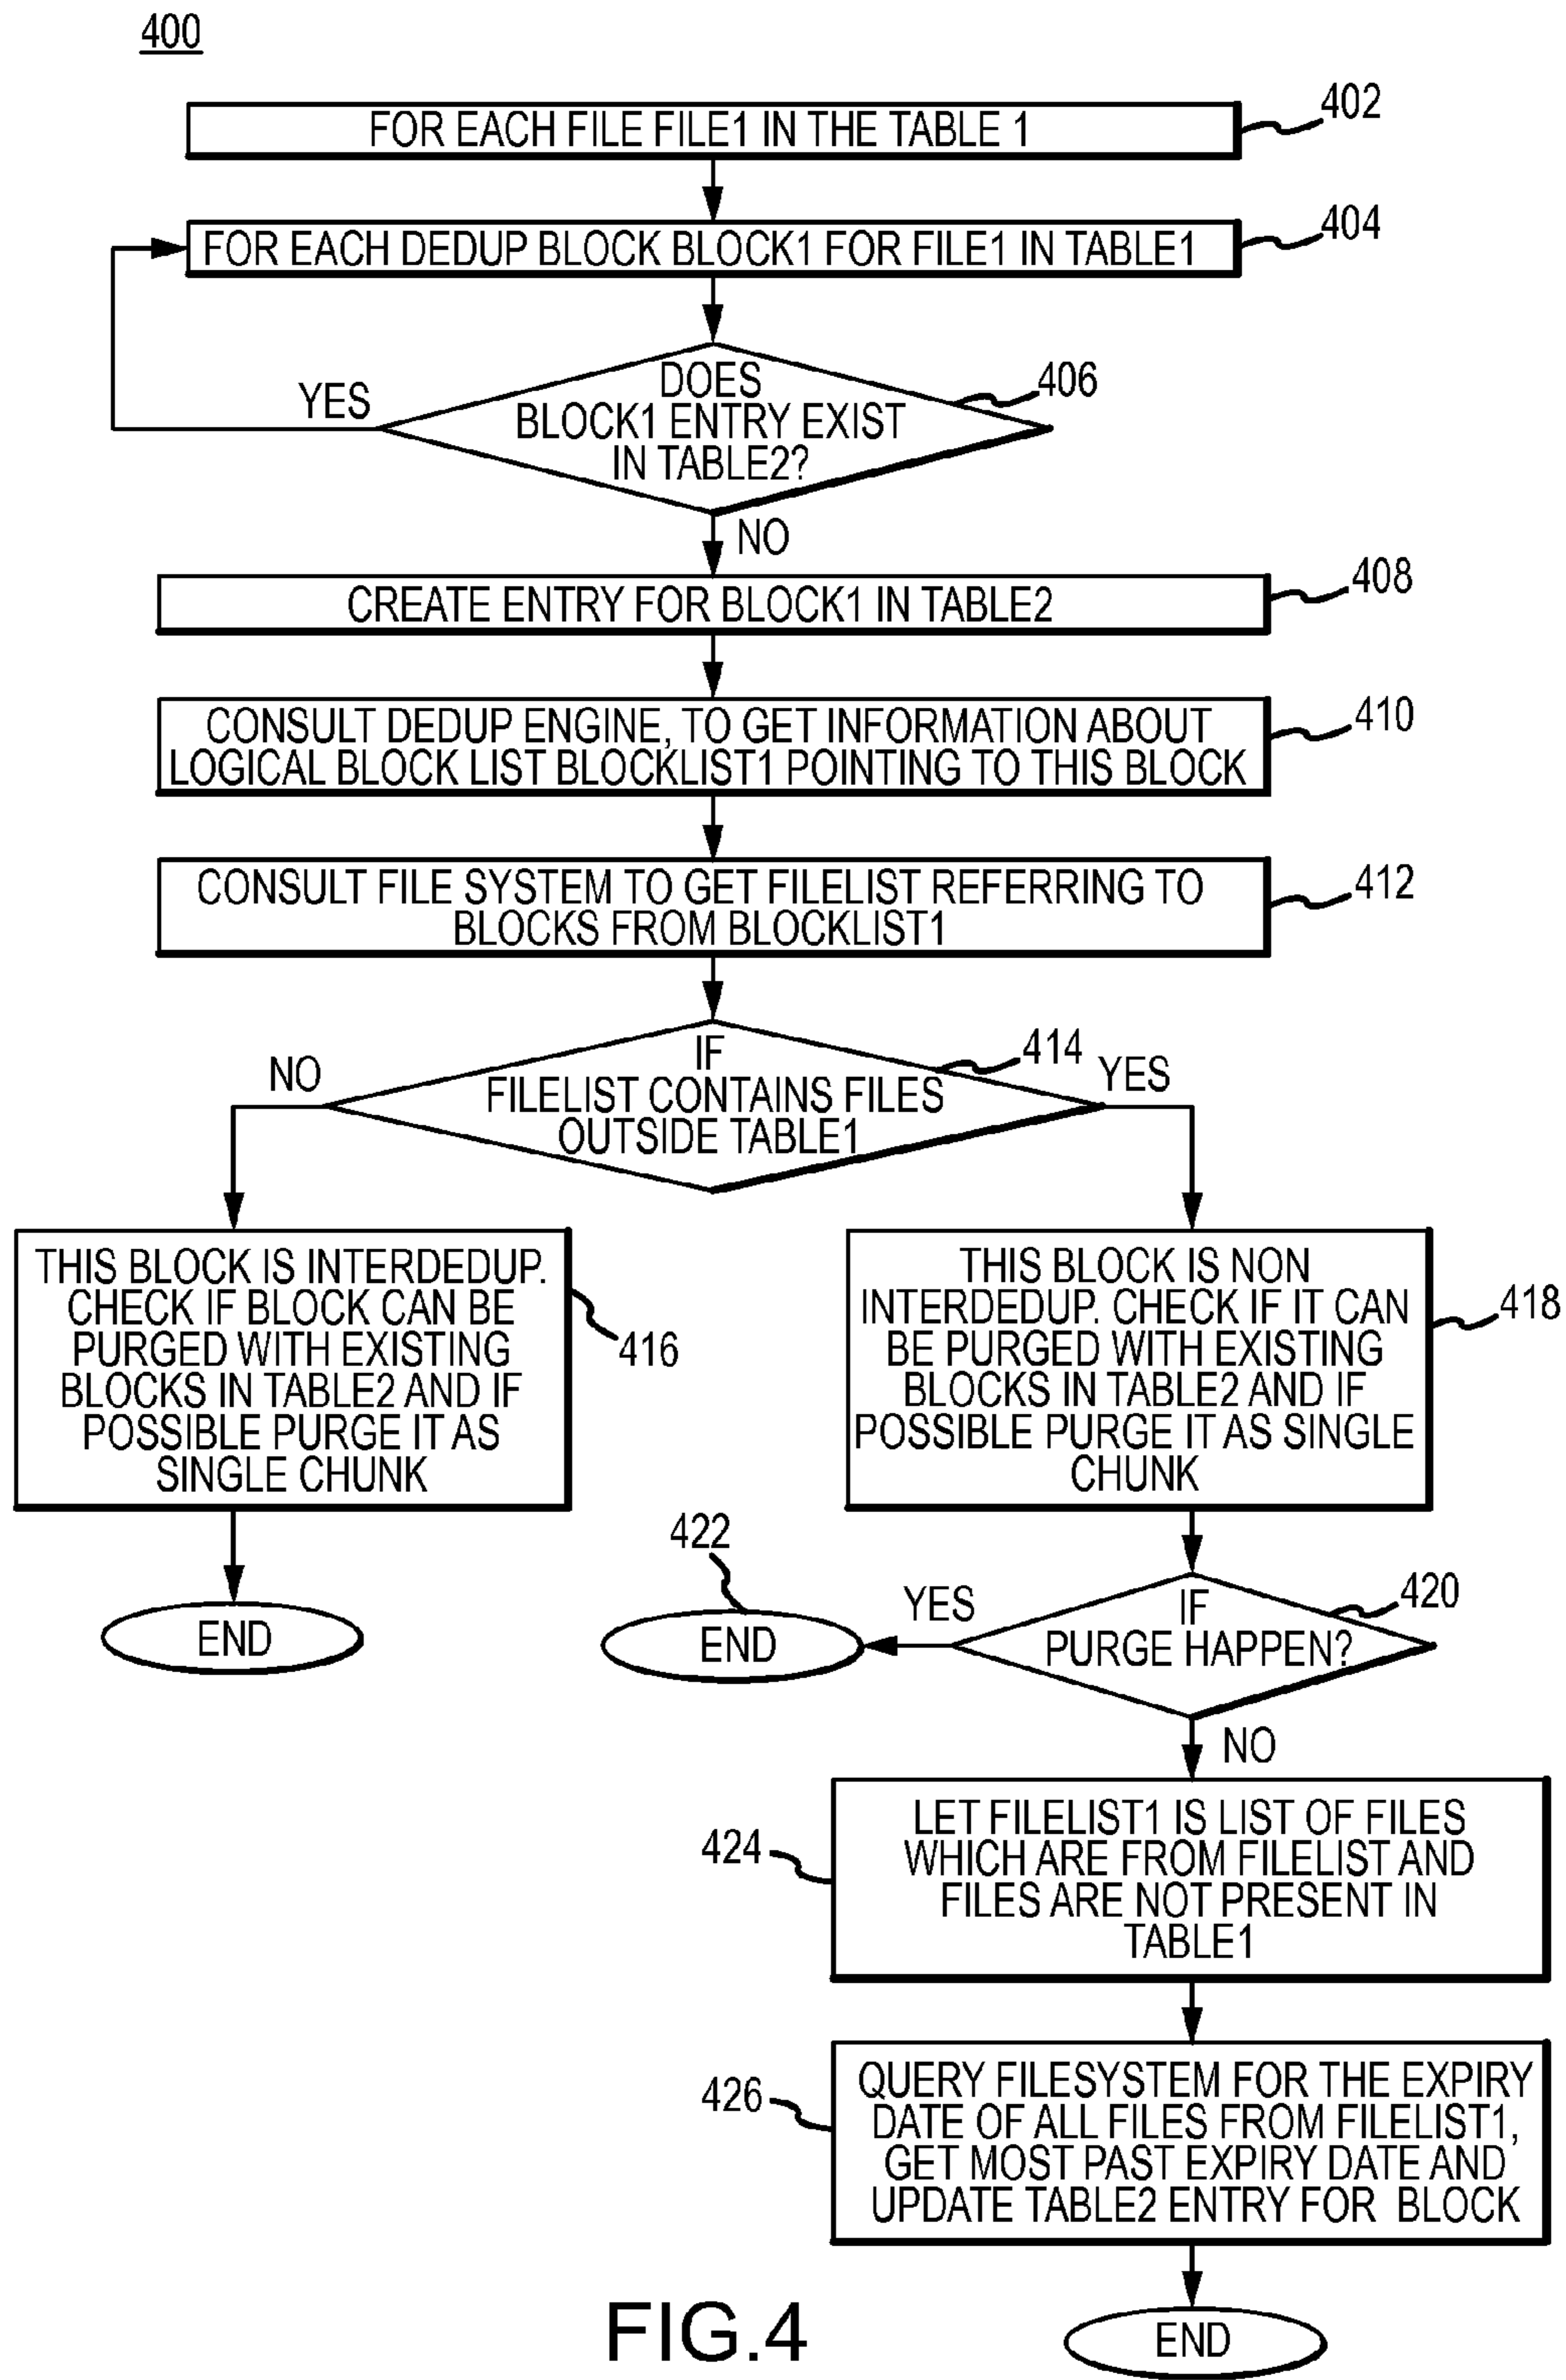 400
FOR EACH FILE FILE1 IN THE TABLE 1
402
FOR EACH DEDUP BLOCK BLOCK1 FOR FILE1 IN TABLE1
404
DOES
BLOCK1 ENTRY EXIST
IN TABLE2?
406
YES
NO
CREATE ENTRY FOR BLOCK1 IN TABLE2
408
CONSULT DEDUP ENGINE, TO GET INFORMATION ABOUT
LOGICAL BLOCK LIST BLOCKLIST1 POINTING TO THIS BLOCK
410
CONSULT FILE SYSTEM TO GET FILELIST REFERRING TO
BLOCKS FROM BLOCKLIST1
412
IF
FILELIST CONTAINS FILES
OUTSIDE TABLE1
414
NO
YES
THIS BLOCK IS INTERDEDUP.
CHECK IF BLOCK CAN BE
PURGED WITH EXISTING
BLOCKS IN TABLE2 AND IF
POSSIBLE PURGE IT AS
SINGLE CHUNK
416
END
THIS BLOCK IS NON
INTERDEDUP. CHECK IF IT CAN
BE PURGED WITH EXISTING
BLOCKS IN TABLE2 AND IF
POSSIBLE PURGE IT AS SINGLE
CHUNK
418
IF
PURGE HAPPEN?
420
YES
422
END
NO
LET FILELIST1 IS LIST OF FILES
WHICH ARE FROM FILELIST AND
FILES ARE NOT PRESENT IN
TABLE1
424
QUERY FILESYSTEM FOR THE EXPIRY
DATE OF ALL FILES FROM FILELIST1,
GET MOST PAST EXPIRY DATE AND
UPDATE TABLE2 ENTRY FOR BLOCK
426
END
FIG.4